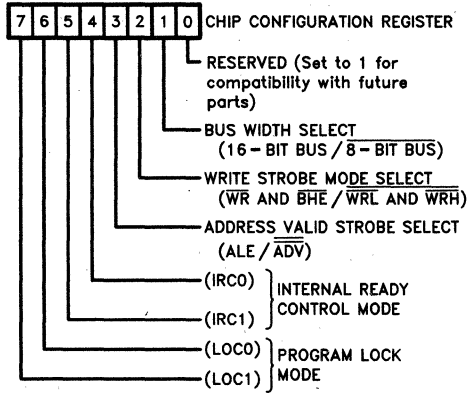 7 6 5 4 3 2 1 0 CHIP CONFIGURATION REGISTER
RESERVED (Set to 1 for
compatibility with future
parts)
BUS WIDTH SELECT
(16-BIT BUS/8-BIT BUS)
WRITE STROBE MODE SELECT
(WR AND BHE/WRL AND WRH)
ADDRESS VALID STROBE SELECT
(ALE/ADV)
(IRC0)
INTERNAL READY
CONTROL MODE
(IRC1)
(LOC0)
PROGRAM LOCK
MODE
(LOC1)